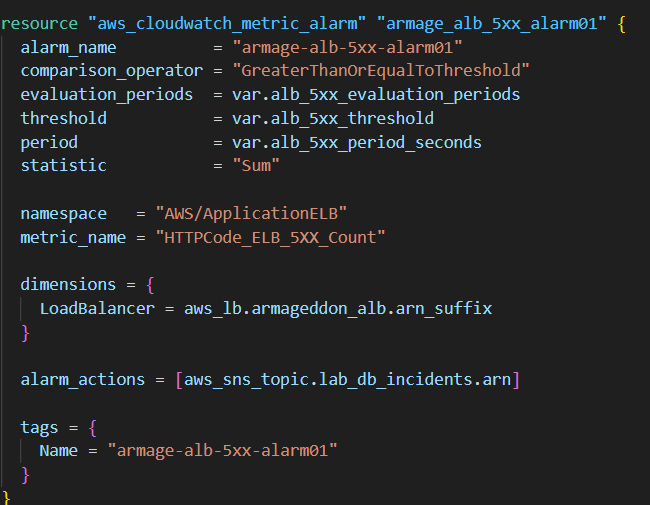 resource "aws_cloudwatch_metric_alarm" "armage_alb_5xx_alarm01" {
  alarm_name          = "armage-alb-5xx-alarm01"
  comparison_operator = "GreaterThanOrEqualToThreshold"
  evaluation_periods  = var.alb_5xx_evaluation_periods
  threshold           = var.alb_5xx_threshold
  period              = var.alb_5xx_period_seconds
  statistic           = "Sum"

  namespace   = "AWS/ApplicationELB"
  metric_name = "HTTPCode_ELB_5XX_Count"

  dimensions = {
    LoadBalancer = aws_lb.armageddon_alb.arn_suffix
  }

  alarm_actions = [aws_sns_topic.lab_db_incidents.arn]

  tags = {
    Name = "armage-alb-5xx-alarm01"
  }
}